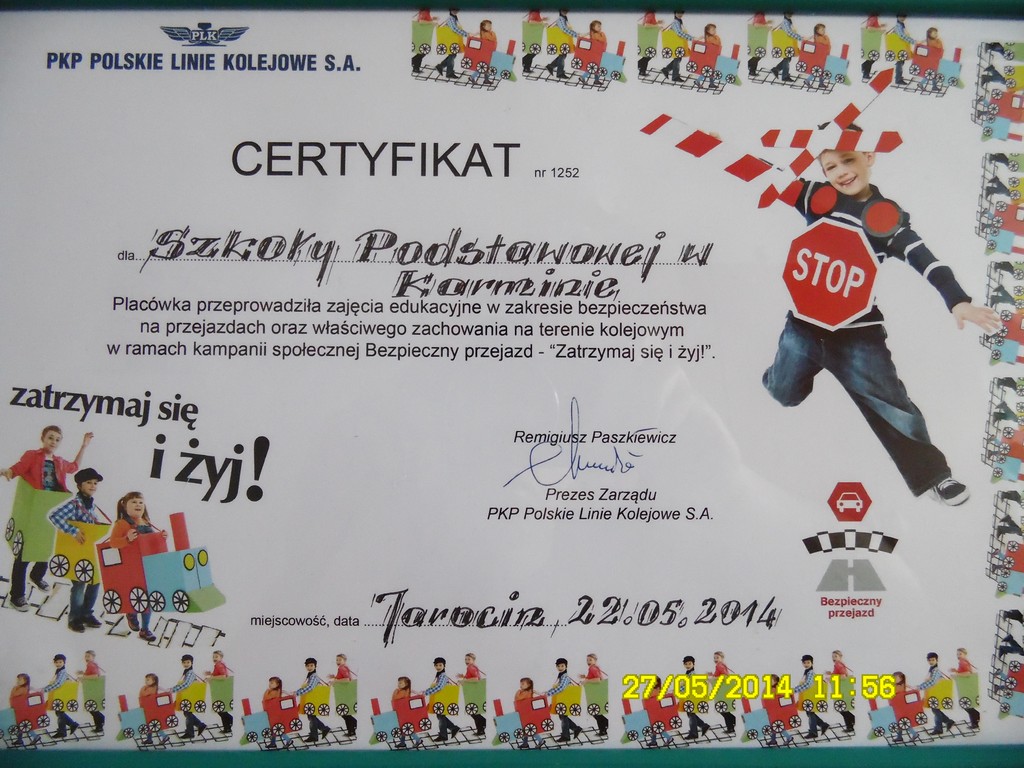 PLK
PKP POLSKIE LINIE KOLEJOWE S.A.
CERTYFIKAT nr 1252
dla...Szkoły Podstawowej w
Karminie
Placówka przeprowadziła zajęcia edukacyjne w zakresie bezpieczeństwa
na przejazdach oraz właściwego zachowania na terenie kolejowym
w ramach kampanii społecznej Bezpieczny przejazd - “Zatrzymaj się i żyj!”.
STOP
zatrzymaj się
i żyj!
Remigiusz Paszkiewicz
Prezes Zarządu
PKP Polskie Linie Kolejowe S.A.
Bezpieczny
przejazd
miejscowość, data ....Jarocin, 22.05.2014
27/05/2014 11:56